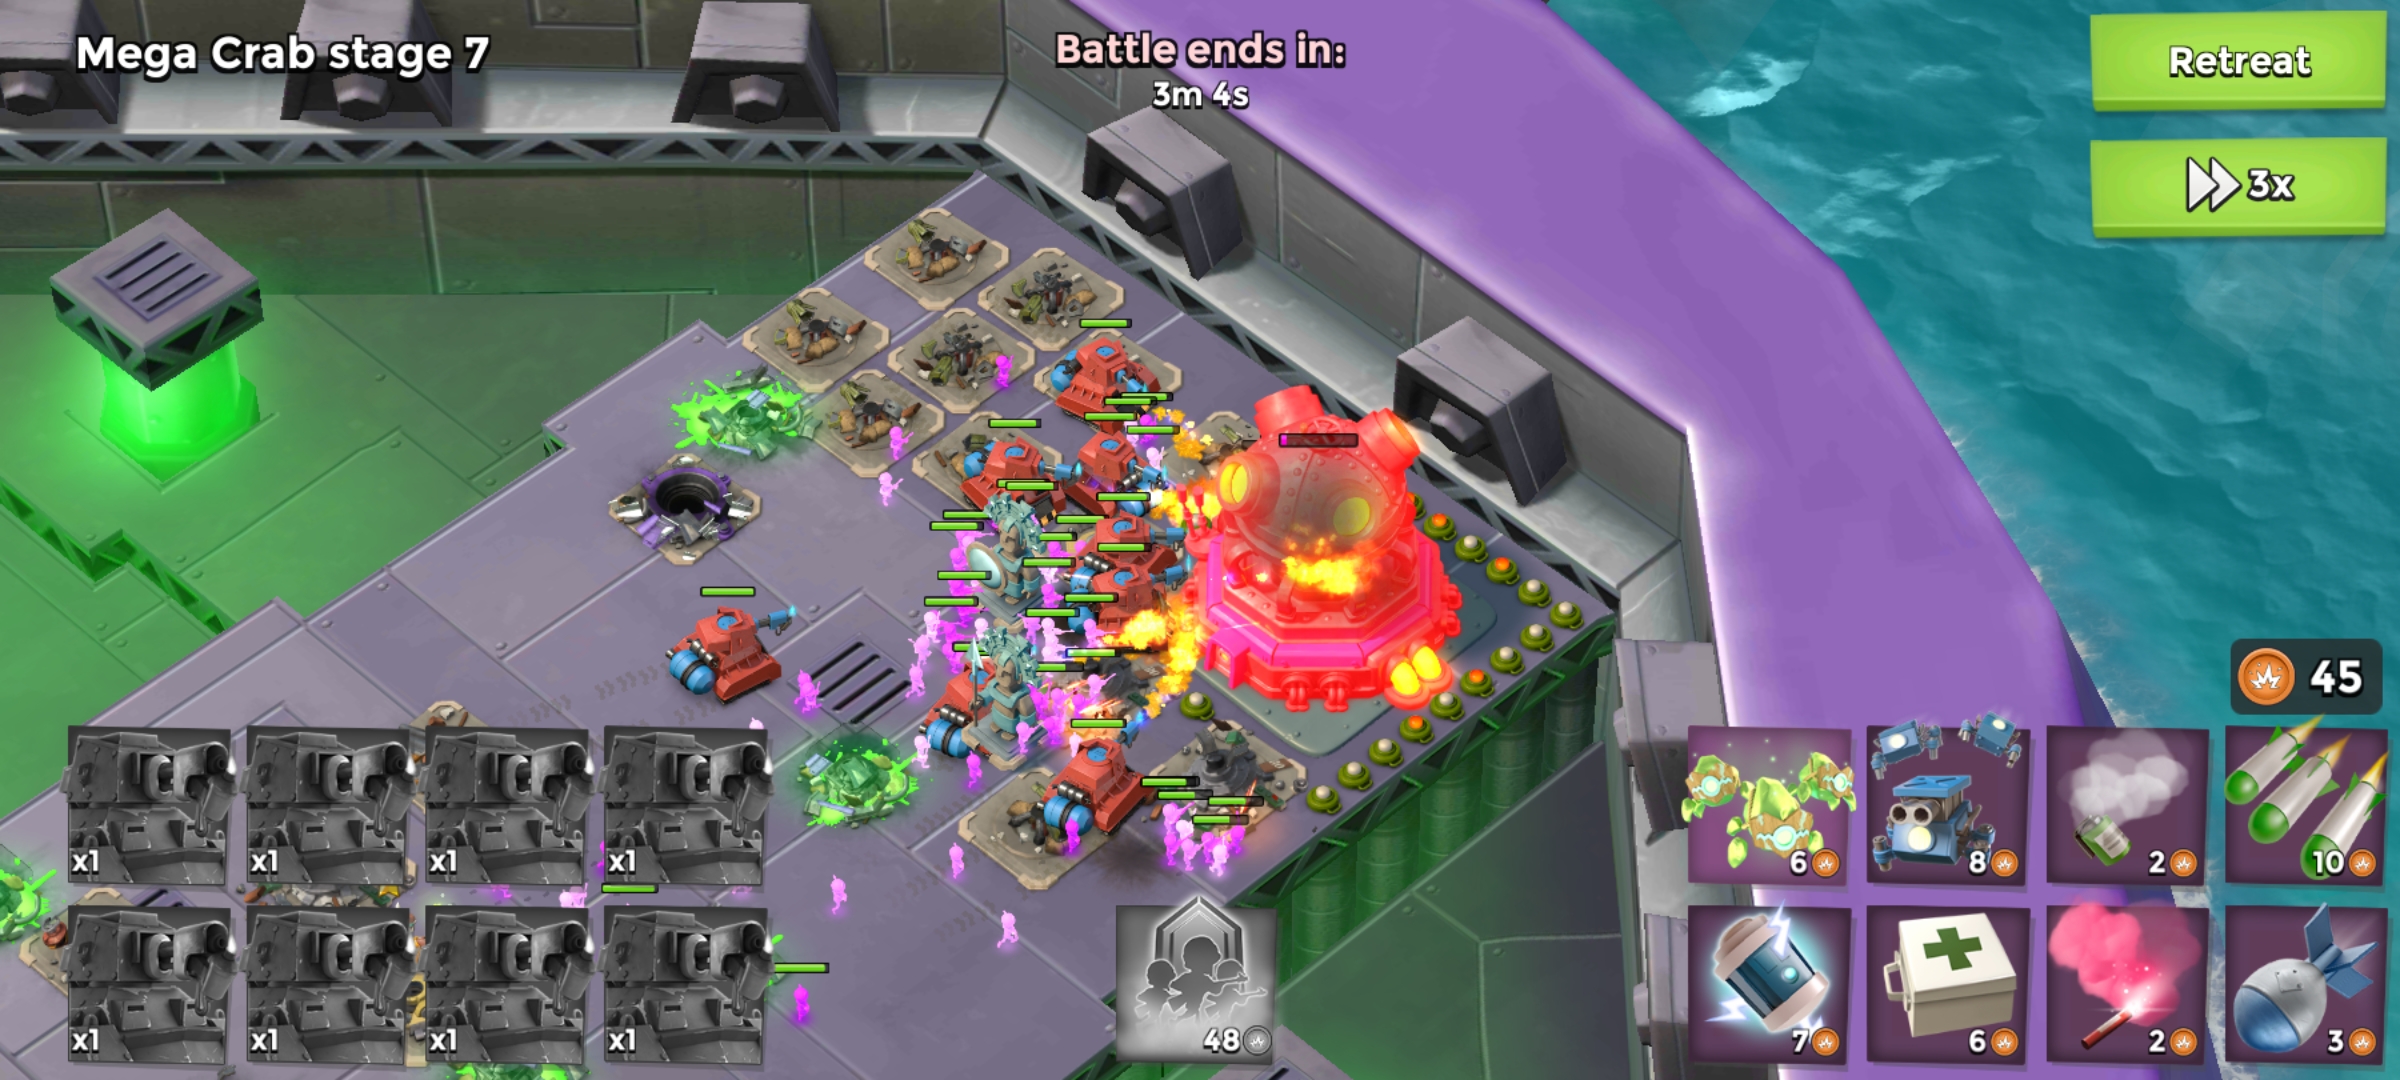 Mega Crab stage 7
Battle ends in:
3m 4s
Retreat
3x
45
x1 x1 x1 x1
6 8 2 10
x1 x1 x1 x1
48
7 6 2 3